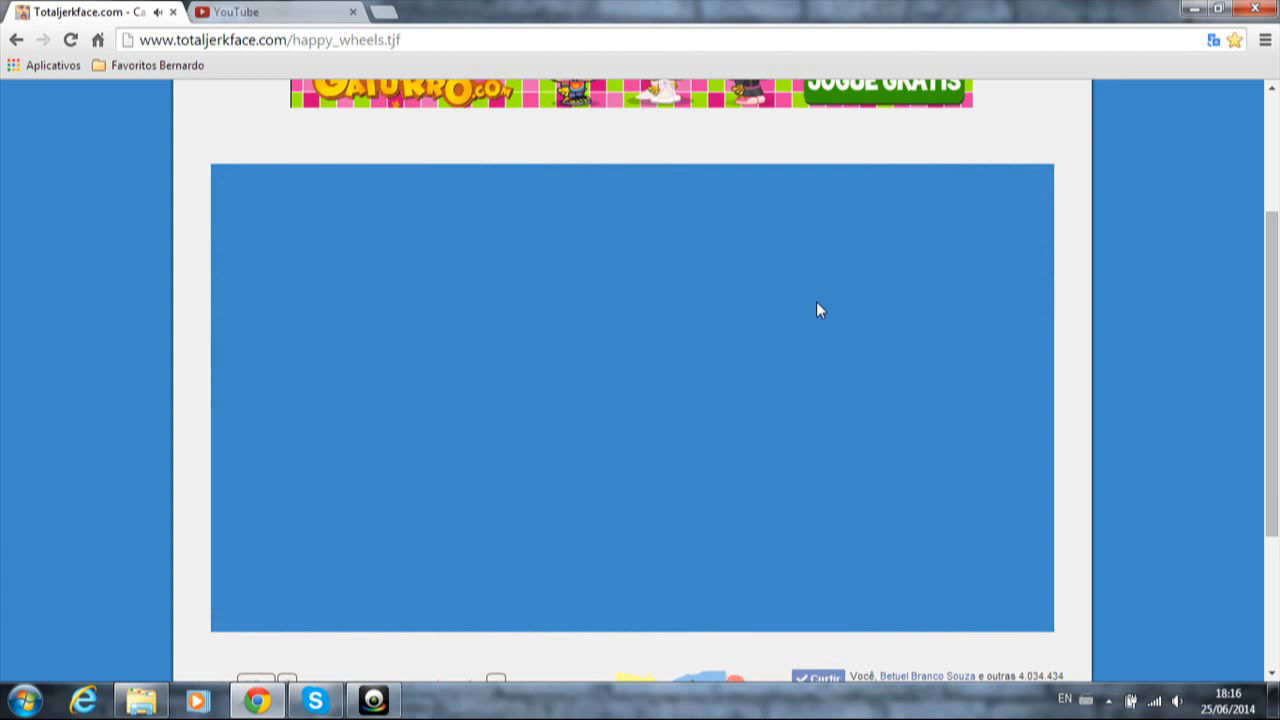 Totaljerkface.com - Ca
YouTube
www.totaljerkface.com/happy_wheels.tjf
Aplicativos
Favoritos Bernardo
GATURRO.com
JOGUE GRÁTIS
Curtir
Você, Betuel Branco Souza e outras 4.034.434
EN
18:16
25/06/2014